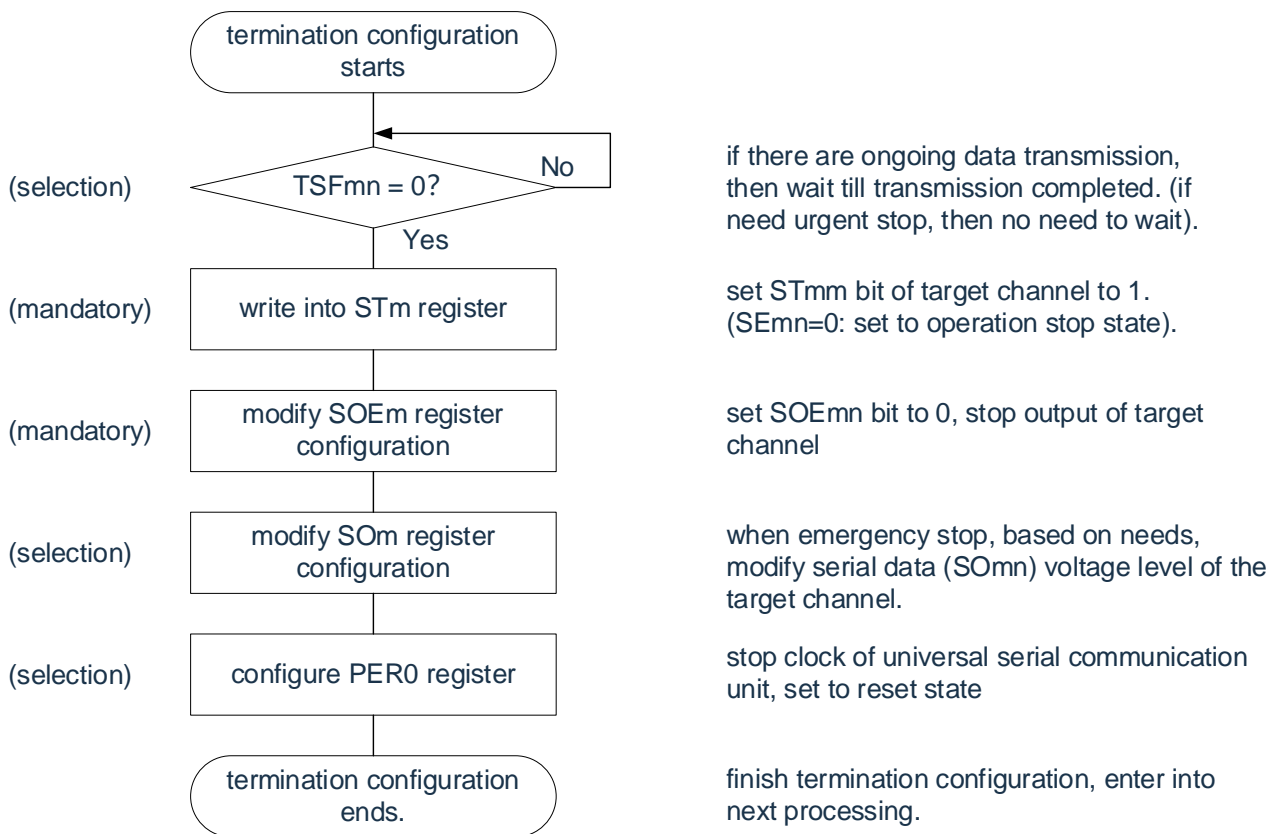 termination configuration
starts
(selection)
TSFmn = 0?
No
Yes
if there are ongoing data transmission,
then wait till transmission completed. (if
need urgent stop, then no need to wait).
(mandatory)
write into STm register
set STmm bit of target channel to 1.
(SEmn=0: set to operation stop state).
(mandatory)
modify SOEm register
configuration
set SOEmn bit to 0, stop output of target
channel
(selection)
modify SOm register
configuration
when emergency stop, based on needs,
modify serial data (SOmn) voltage level of the
target channel.
(selection)
configure PER0 register
stop clock of universal serial communication
unit, set to reset state
termination configuration
ends.
finish termination configuration, enter into
next processing.